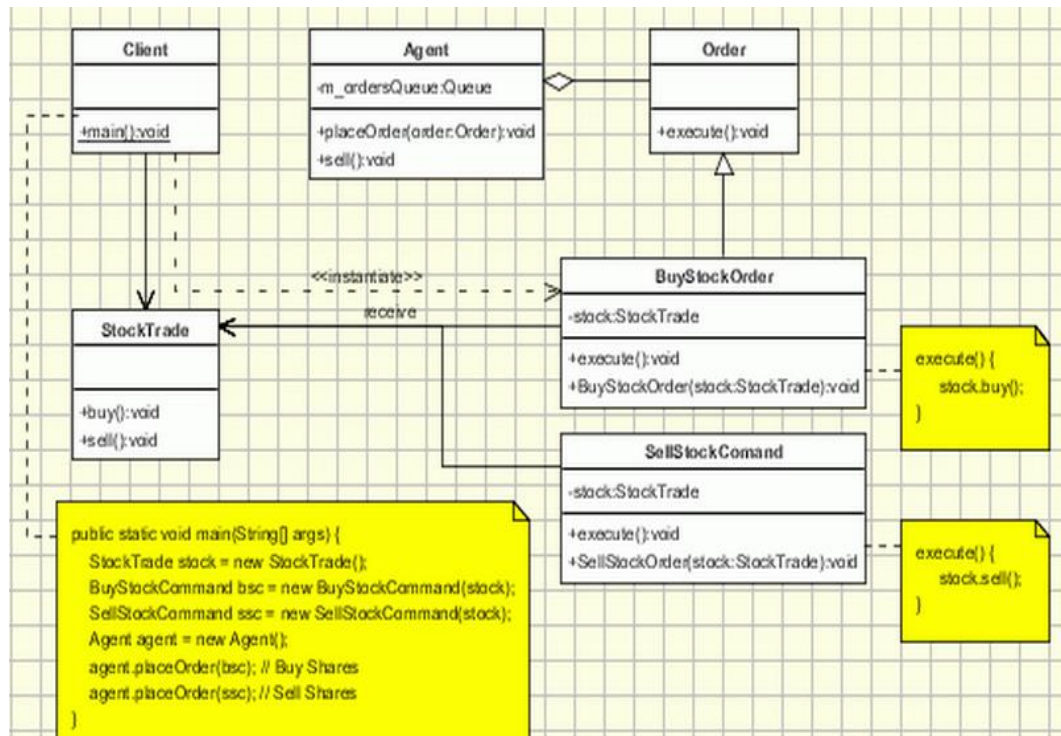 Client
+main():void
Agent
-m_ordersQueue:Queue
+placeOrder(order:Order):void
+sell():void
Order
+execute():void
<<instantiate>>
receive
StockTrade
+buy():void
+sell():void
BuyStockOrder
-stock:StockTrade
+execute():void
+BuyStockOrder(stock:StockTrade):void
execute() {
stock.buy();
}
SellStockComand
-stock:StockTrade
+execute():void
+SellStockOrder(stock:StockTrade):void
execute() {
stock.sell();
}
public static void main(String[] args) {
StockTrade stock = new StockTrade();
BuyStockCommand bsc = new BuyStockCommand(stock);
SellStockCommand ssc = new SellStockCommand(stock);
Agent agent = new Agent();
agent.placeOrder(bsc); // Buy Shares
agent.placeOrder(ssc); // Sell Shares
}